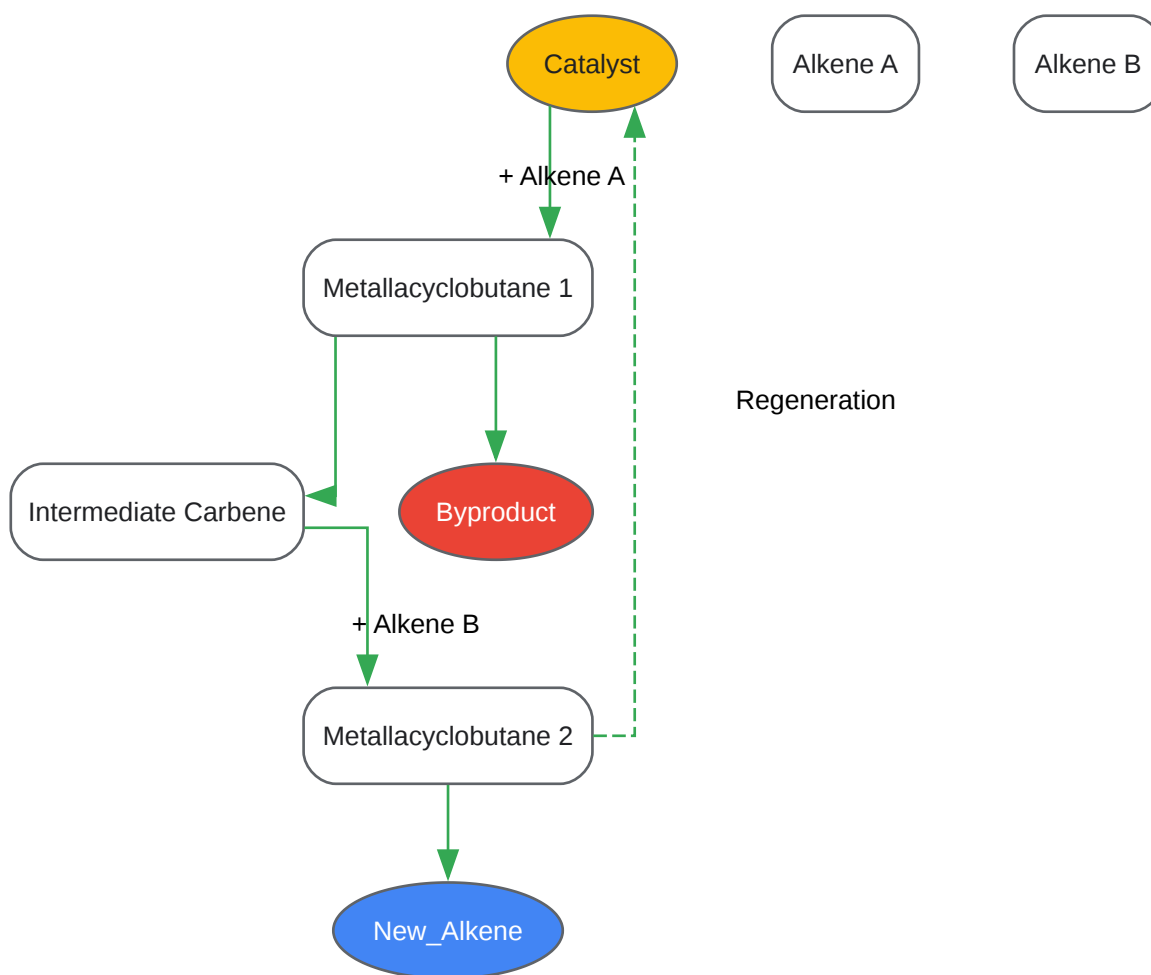 Catalyst
Alkene A
Alkene B
+ Alkene A
Metallacyclobutane 1
Regeneration
Intermediate Carbene
Byproduct
+ Alkene B
Metallacyclobutane 2
New_Alkene